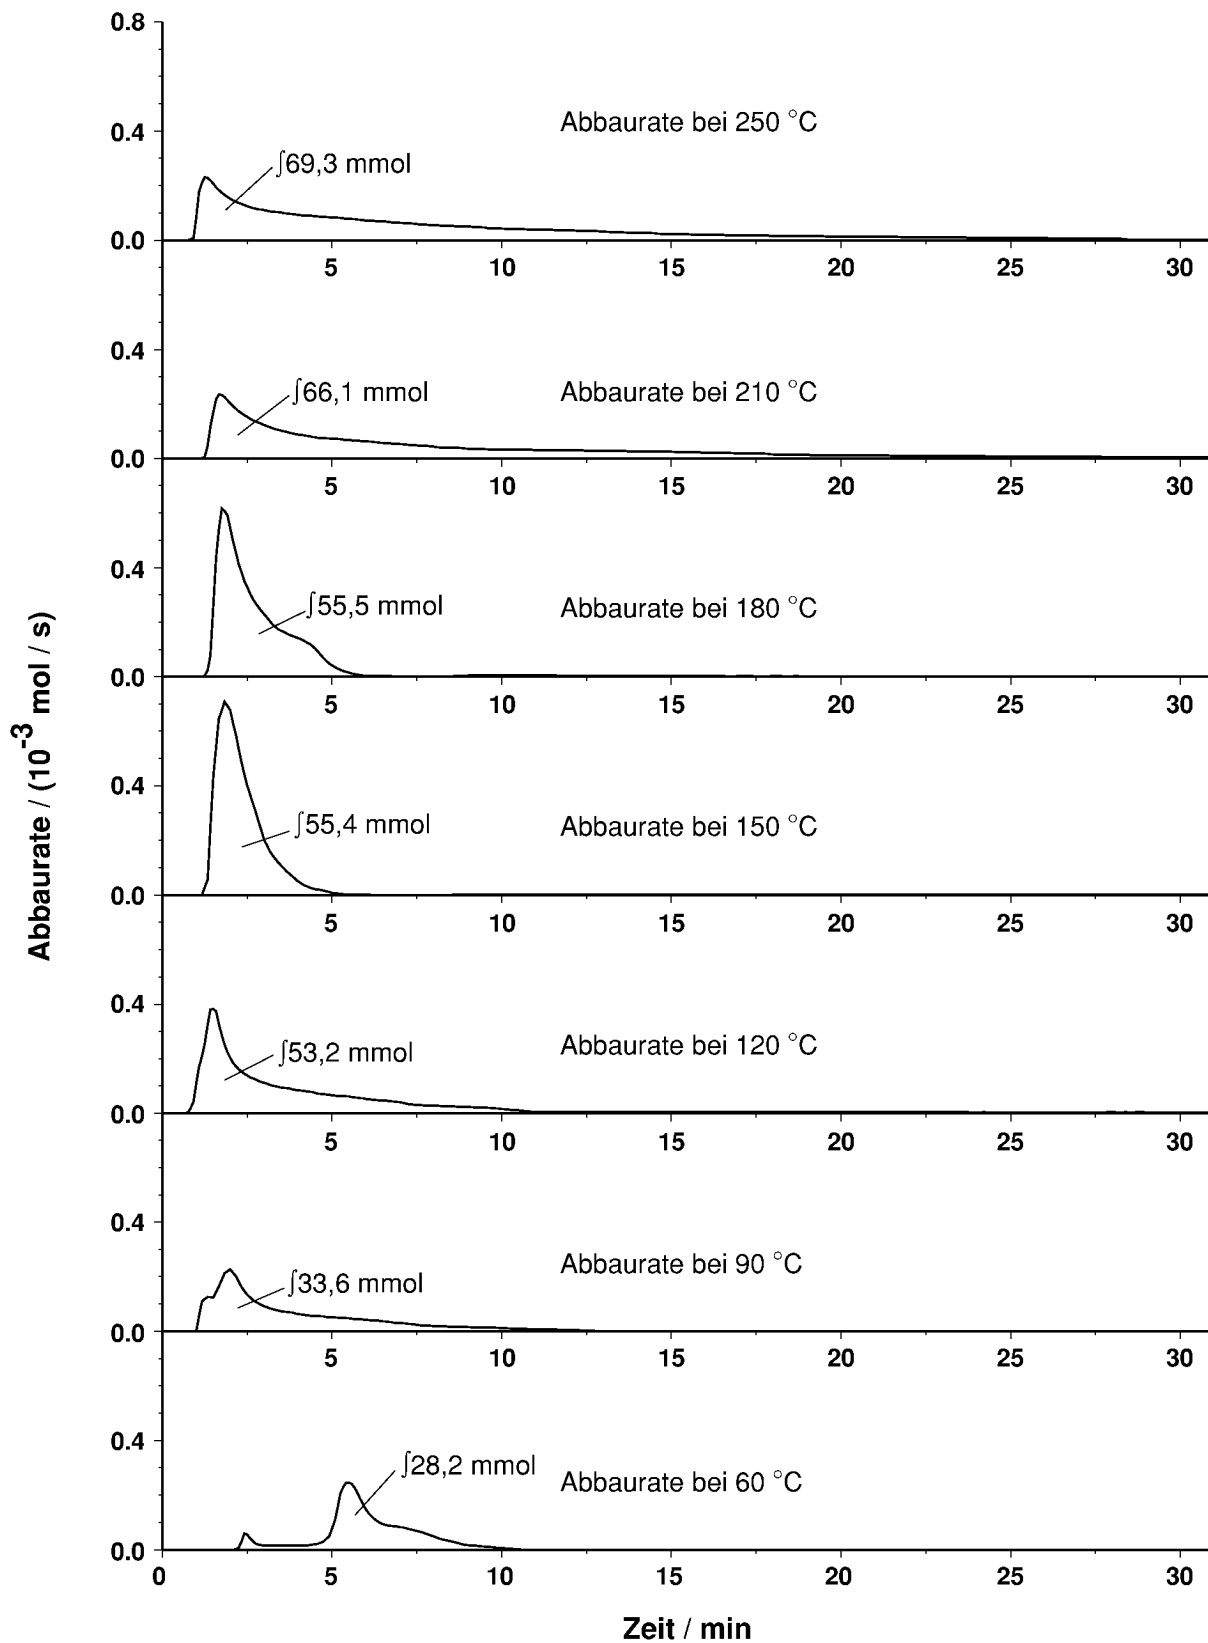 0.8
0.4
Abbaurate bei 250 °C
∫69,3 mmol
0.0
5 10 15 20 25 30
0.4
∫66,1 mmol
Abbaurate bei 210 °C
0.0
5 10 15 20 25 30
0.4
∫55,5 mmol
Abbaurate bei 180 °C
0.0
5 10 15 20 25 30
0.4
∫55,4 mmol
Abbaurate bei 150 °C
0.0
5 10 15 20 25 30
0.4
∫53,2 mmol
Abbaurate bei 120 °C
0.0
5 10 15 20 25 30
0.4
∫33,6 mmol
Abbaurate bei 90 °C
0.0
5 10 15 20 25 30
0.4
∫28,2 mmol
Abbaurate bei 60 °C
0.0
0 5 10 15 20 25 30
Zeit / min
Abbaurate / (10⁻³ mol / s)